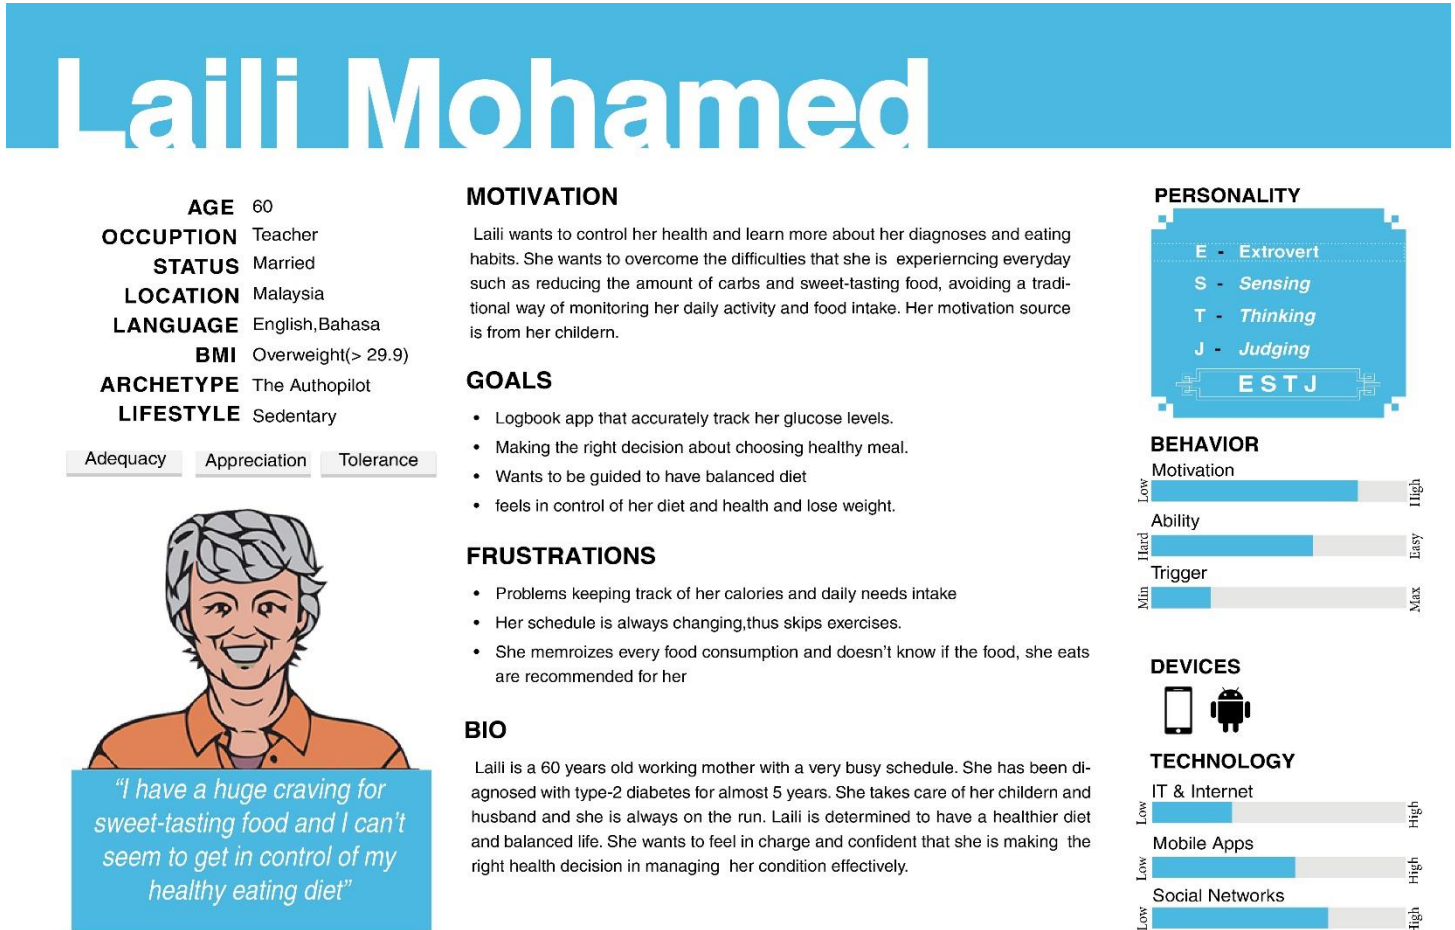 Laili Mohamed
AGE 60
OCCUPTION Teacher
STATUS Married
LOCATION Malaysia
LANGUAGE English,Bahasa
BMI Overweight(> 29.9)
ARCHETYPE The Authopilot
LIFESTYLE Sedentary
Adequacy Appreciation Tolerance
“I have a huge craving for
sweet-tasting food and I can't
seem to get in control of my
healthy eating diet”
MOTIVATION
Laili wants to control her health and learn more about her diagnoses and eating
habits. She wants to overcome the difficulties that she is experierncing everyday
such as reducing the amount of carbs and sweet-tasting food, avoiding a tradi-
tional way of monitoring her daily activity and food intake. Her motivation source
is from her childern.
GOALS
• Logbook app that accurately track her glucose levels.
• Making the right decision about choosing healthy meal.
• Wants to be guided to have balanced diet
• feels in control of her diet and health and lose weight.
FRUSTRATIONS
• Problems keeping track of her calories and daily needs intake
• Her schedule is always changing,thus skips exercises.
• She memroizes every food consumption and doesn't know if the food, she eats
are recommended for her
BIO
Laili is a 60 years old working mother with a very busy schedule. She has been di-
agnosed with type-2 diabetes for almost 5 years. She takes care of her childern and
husband and she is always on the run. Laili is determined to have a healthier diet
and balanced life. She wants to feel in charge and confident that she is making the
right health decision in managing her condition effectively.
PERSONALITY
E - Extrovert
S - Sensing
T - Thinking
J - Judging
E S T J
BEHAVIOR
Motivation
Low High
Ability
Hard Easy
Trigger
Min Max
DEVICES
TECHNOLOGY
IT & Internet
Low High
Mobile Apps
Low High
Social Networks
Low High